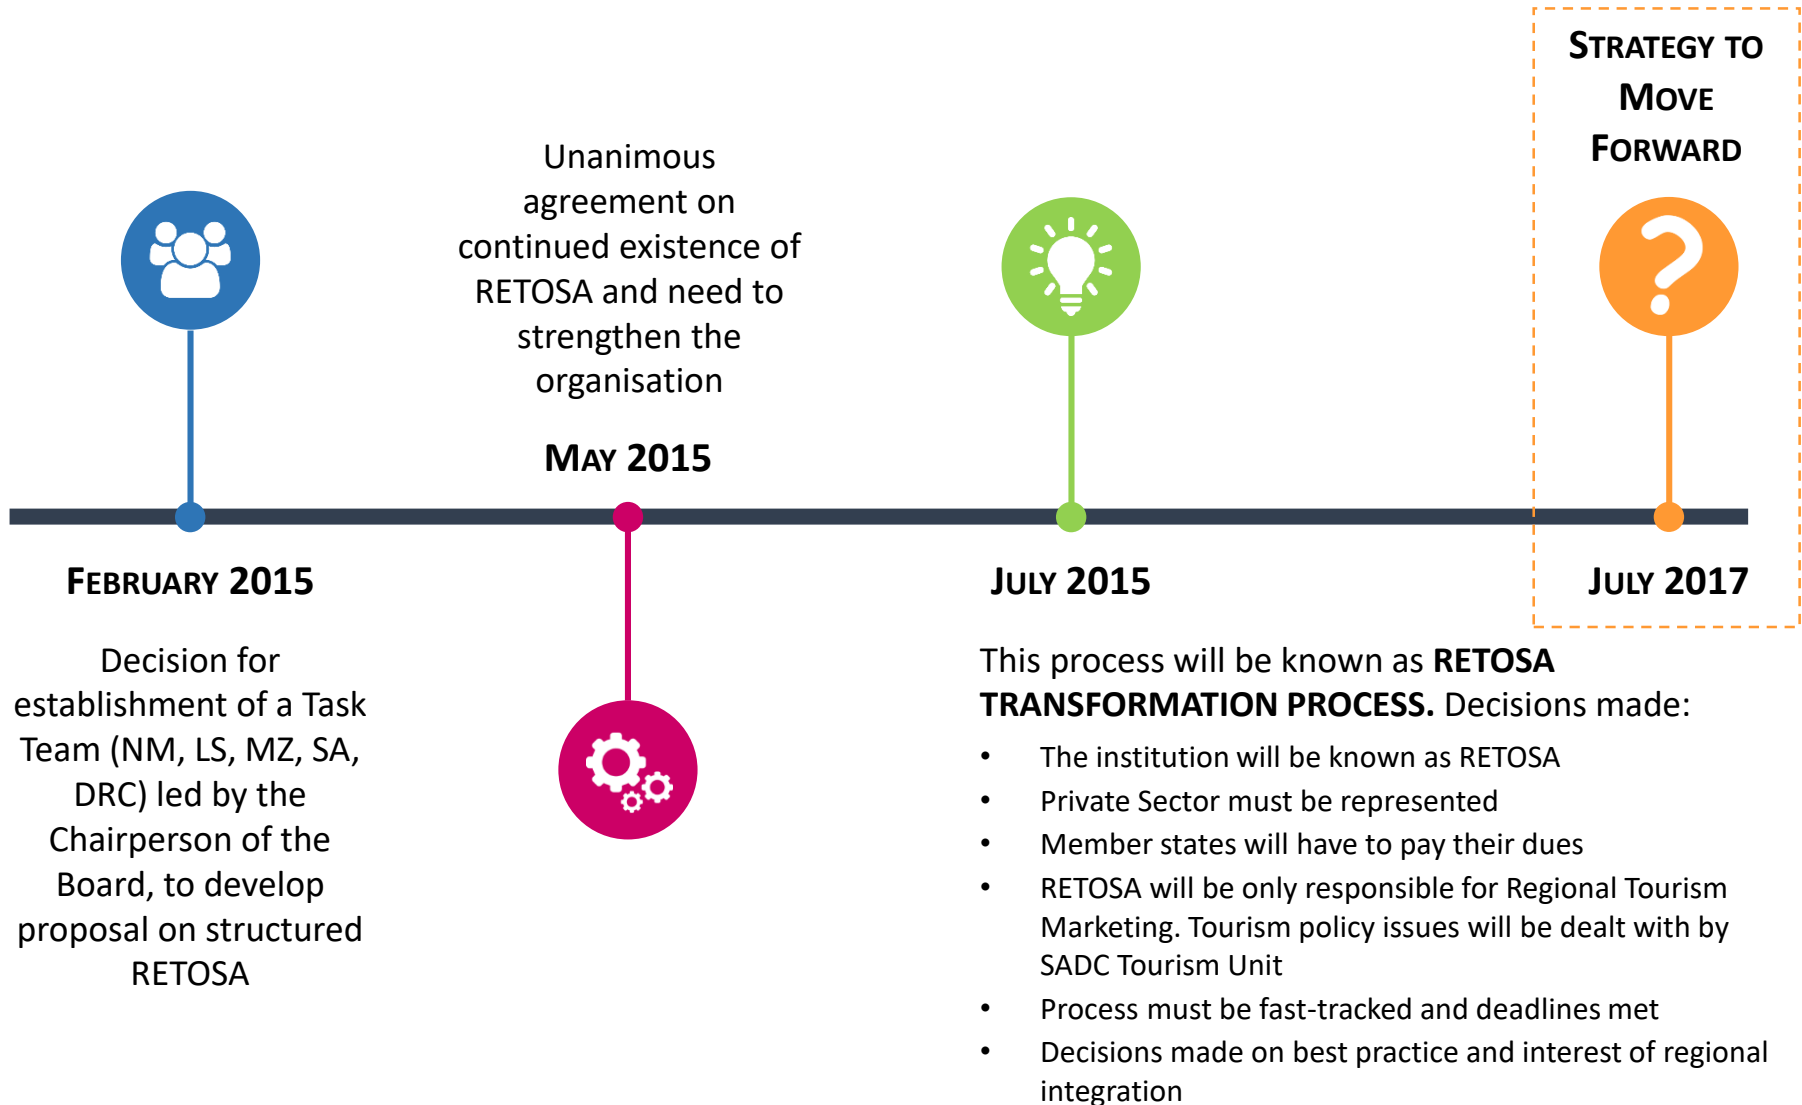 FEBRUARY 2015
Decision for
establishment of a Task
Team (NM, LS, MZ, SA,
DRC) led by the
Chairperson of the
Board, to develop
proposal on structured
RETOSA
Unanimous
agreement on
continued existence of
RETOSA and need to
strengthen the
organisation
MAY 2015
JULY 2015
This process will be known as RETOSA
TRANSFORMATION PROCESS. Decisions made:
• The institution will be known as RETOSA
• Private Sector must be represented
• Member states will have to pay their dues
• RETOSA will be only responsible for Regional Tourism
Marketing. Tourism policy issues will be dealt with by
SADC Tourism Unit
• Process must be fast-tracked and deadlines met
• Decisions made on best practice and interest of regional
integration
STRATEGY TO
MOVE
FORWARD
?
JULY 2017